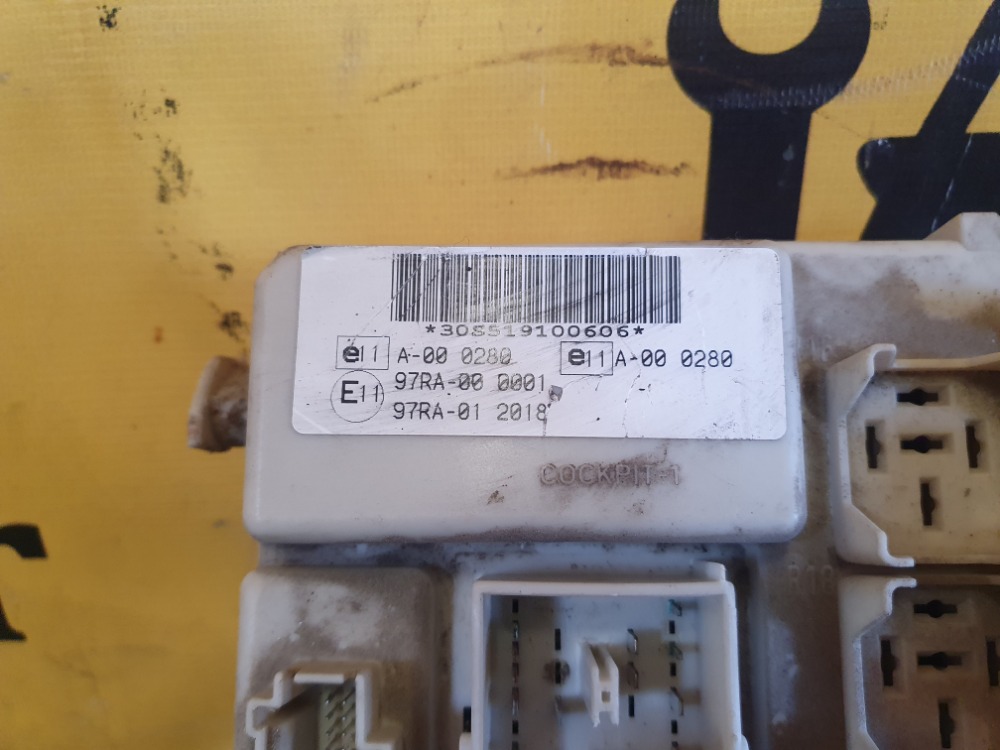 *30S519100606*
e11 A-00 0280 e11 A-00 0280
E11 97RA-00 0001
97RA-01 2018
COCKPIT-1